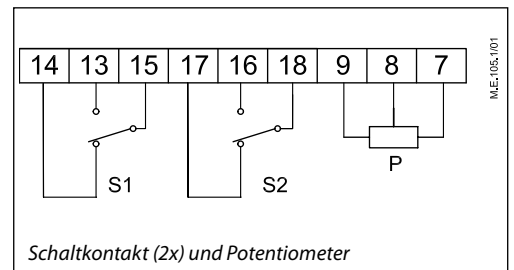 14 13 15 17 16 18 9 8 7
M.E.105.1/01
S1 S2 P
Schaltkontakt (2x) und Potentiometer